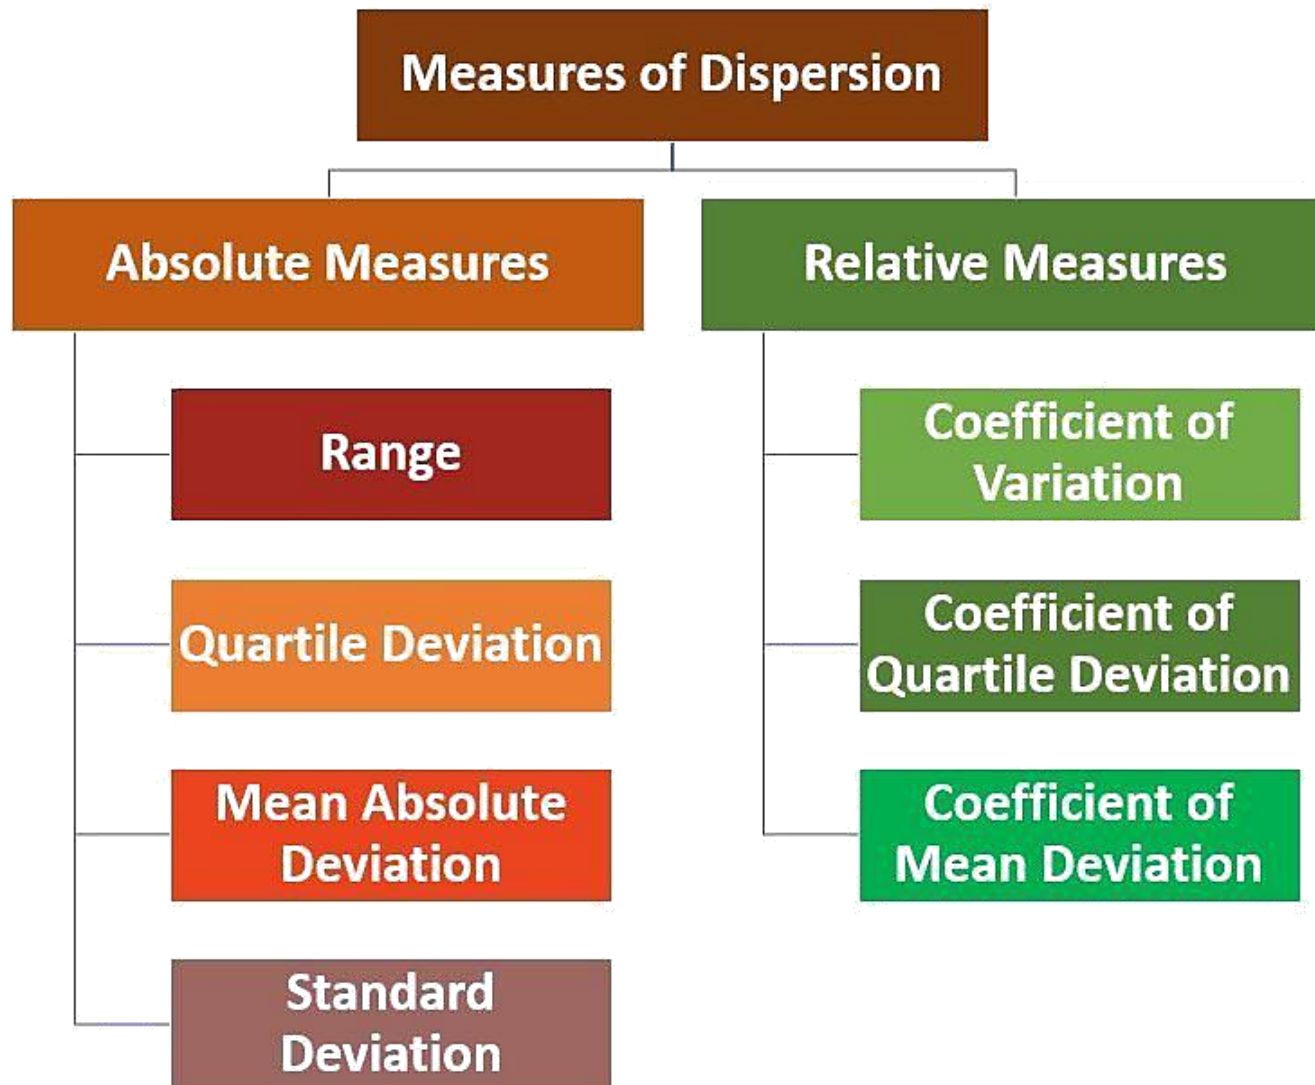 Measures of Dispersion
Absolute Measures
Relative Measures
Range
Quartile Deviation
Mean Absolute
Deviation
Standard
Deviation
Coefficient of
Variation
Coefficient of
Quartile Deviation
Coefficient of
Mean Deviation